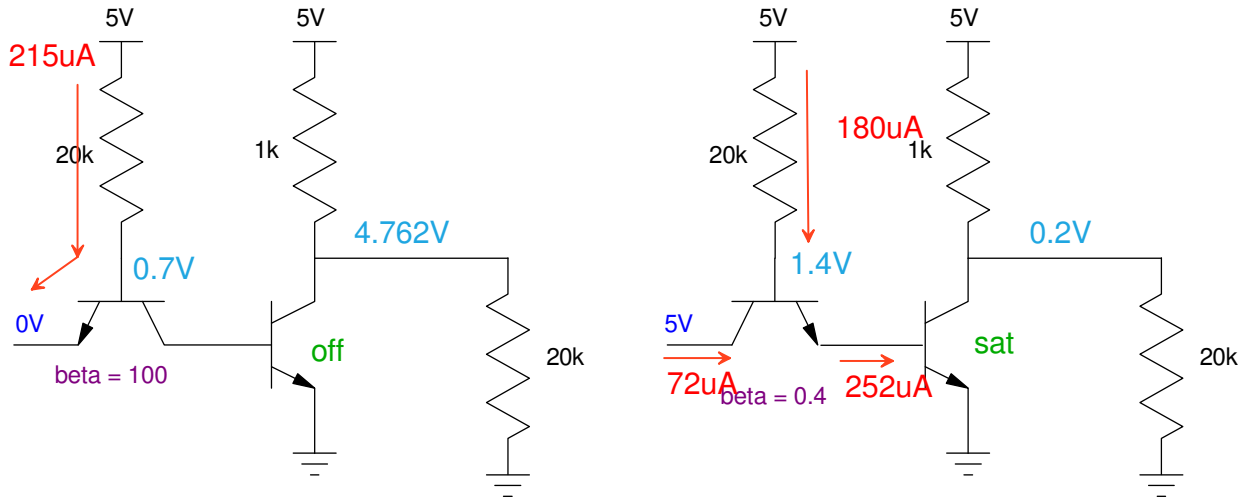 5V
5V
215uA
20k
1k
4.762V
0.7V
0V
off
20k
beta = 100
5V
5V
180uA
20k
1k
0.2V
1.4V
5V
sat
20k
72uA
252uA
beta = 0.4